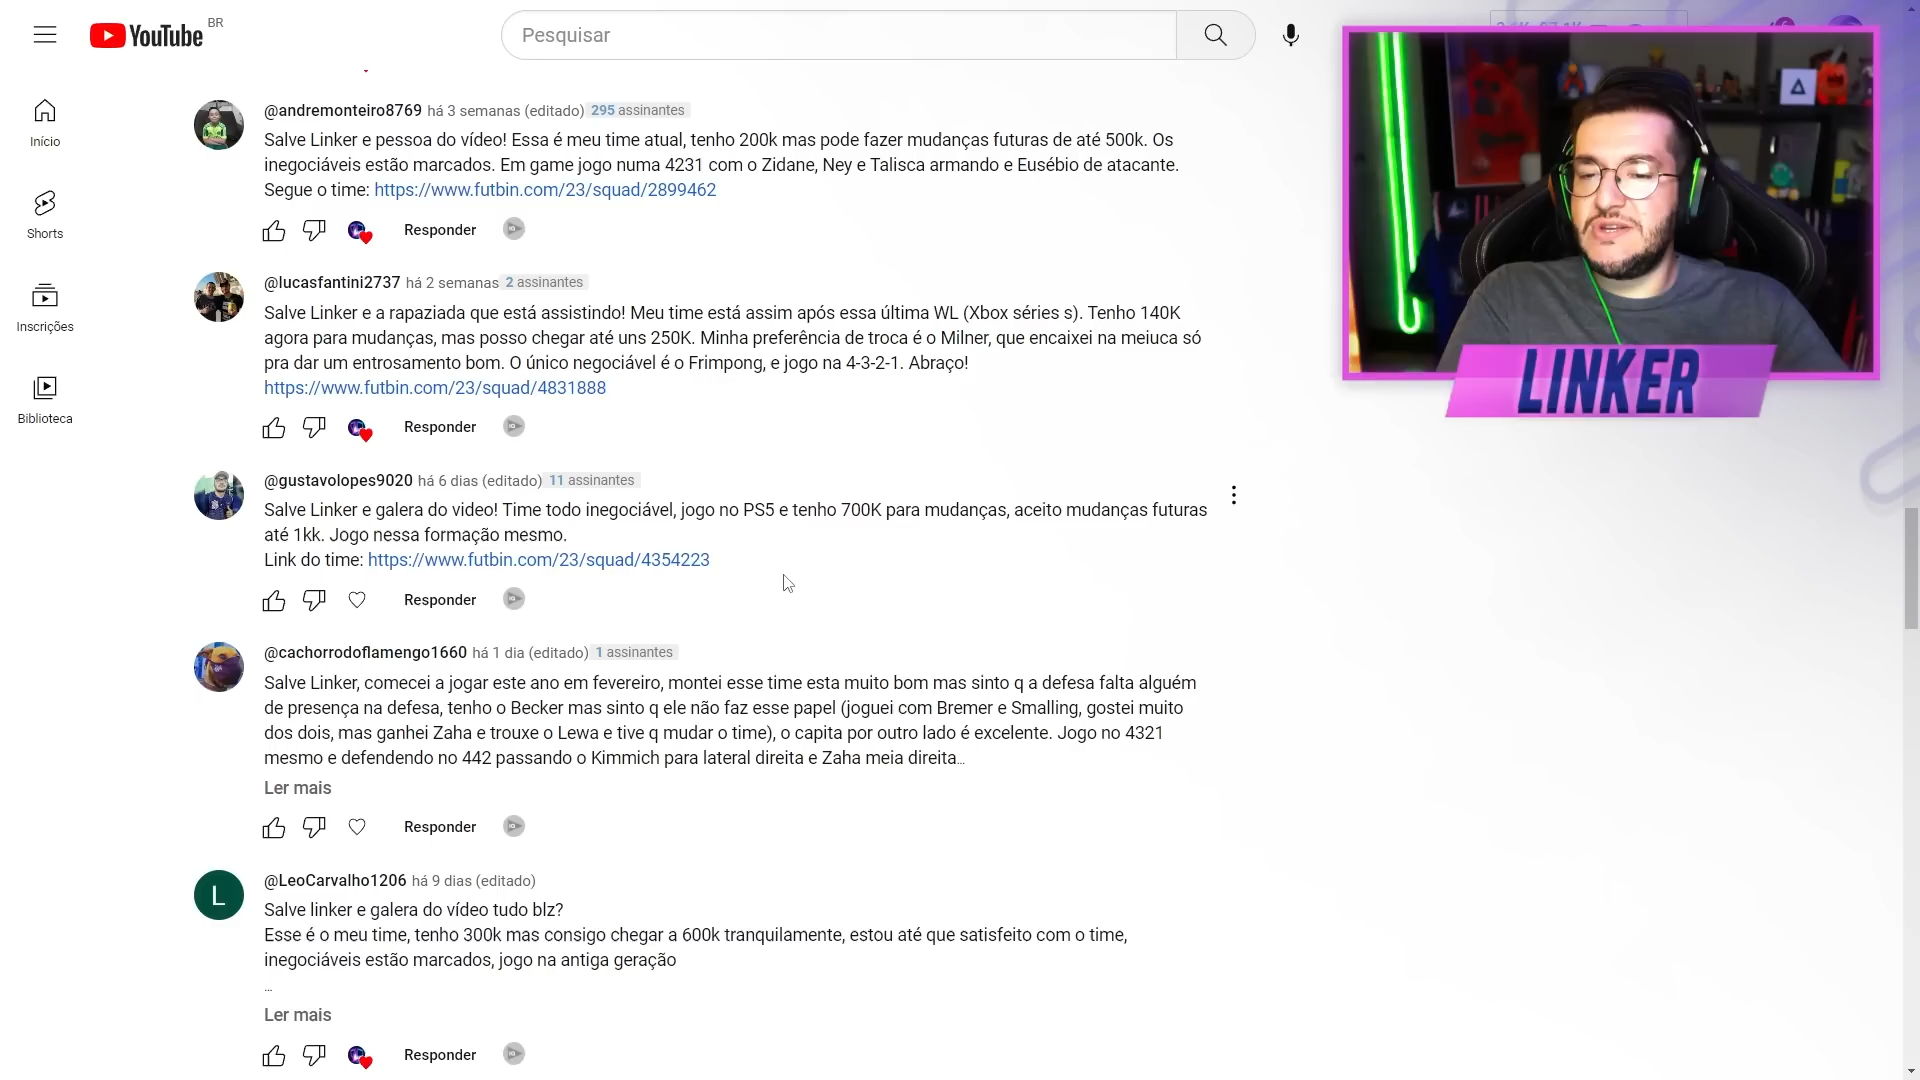 YouTube BR
Pesquisar
Início
Shorts
Inscrições
Biblioteca
@andremonteiro8769 há 3 semanas (editado) 295 assinantes
Salve Linker e pessoa do vídeo! Essa é meu time atual, tenho 200k mas pode fazer mudanças futuras de até 500k. Os
inegociáveis estão marcados. Em game jogo numa 4231 com o Zidane, Ney e Talisca armando e Eusébio de atacante.
Segue o time: https://www.futbin.com/23/squad/2899462
Responder
@lucasfantini2737 há 2 semanas 2 assinantes
Salve Linker e a rapaziada que está assistindo! Meu time está assim após essa última WL (Xbox séries s). Tenho 140K
agora para mudanças, mas posso chegar até uns 250K. Minha preferência de troca é o Milner, que encaixei na meiuca só
pra dar um entrosamento bom. O único negociável é o Frimpong, e jogo na 4-3-2-1. Abraço!
https://www.futbin.com/23/squad/4831888
Responder
@gustavolopes9020 há 6 dias (editado) 11 assinantes
Salve Linker e galera do video! Time todo inegociável, jogo no PS5 e tenho 700K para mudanças, aceito mudanças futuras
até 1kk. Jogo nessa formação mesmo.
Link do time: https://www.futbin.com/23/squad/4354223
Responder
@cachorrodoflamengo1660 há 1 dia (editado) 1 assinantes
Salve Linker, comecei a jogar este ano em fevereiro, montei esse time esta muito bom mas sinto q a defesa falta alguém
de presença na defesa, tenho o Becker mas sinto q ele não faz esse papel (joguei com Bremer e Smalling, gostei muito
dos dois, mas ganhei Zaha e trouxe o Lewa e tive q mudar o time), o capita por outro lado é excelente. Jogo no 4321
mesmo e defendendo no 442 passando o Kimmich para lateral direita e Zaha meia direita...
Ler mais
Responder
L
@LeoCarvalho1206 há 9 dias (editado)
Salve linker e galera do vídeo tudo blz?
Esse é o meu time, tenho 300k mas consigo chegar a 600k tranquilamente, estou até que satisfeito com o time,
inegociáveis estão marcados, jogo na antiga geração
...
Ler mais
Responder
LINKER